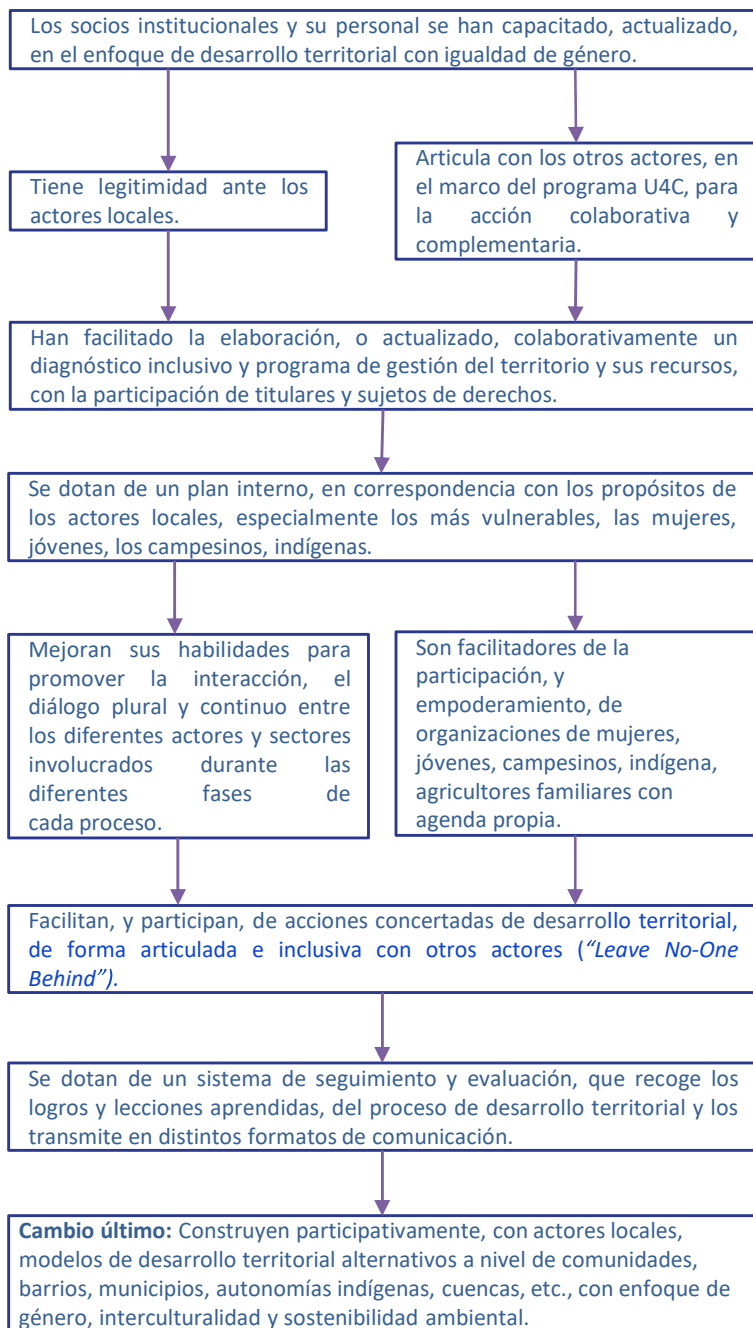 Los socios institucionales y su personal se han capacitado, actualizado,
en el enfoque de desarrollo territorial con igualdad de género.
Tiene legitimidad ante los
actores locales.
Articula con los otros actores, en
el marco del programa U4C, para
la acción colaborativa y
complementaria.
Han facilitado la elaboración, o actualizado, colaborativamente un
diagnóstico inclusivo y programa de gestión del territorio y sus recursos,
con la participación de titulares y sujetos de derechos.
Se dotan de un plan interno, en correspondencia con los propósitos de
los actores locales, especialmente los más vulnerables, las mujeres,
jóvenes, los campesinos, indígenas.
Mejoran sus habilidades para
promover la interacción, el
diálogo plural y continuo entre
los diferentes actores y sectores
involucrados durante las
diferentes fases de
cada proceso.
Son facilitadores de la
participación, y
empoderamiento, de
organizaciones de mujeres,
jóvenes, campesinos, indígena,
agricultores familiares con
agenda propia.
Facilitan, y participan, de acciones concertadas de desarrollo territorial,
de forma articulada e inclusiva con otros actores (“Leave No-One
Behind”).
Se dotan de un sistema de seguimiento y evaluación, que recoge los
logros y lecciones aprendidas, del proceso de desarrollo territorial y los
transmite en distintos formatos de comunicación.
Cambio último: Construyen participativamente, con actores locales,
modelos de desarrollo territorial alternativos a nivel de comunidades,
barrios, municipios, autonomías indígenas, cuencas, etc., con enfoque de
género, interculturalidad y sostenibilidad ambiental.